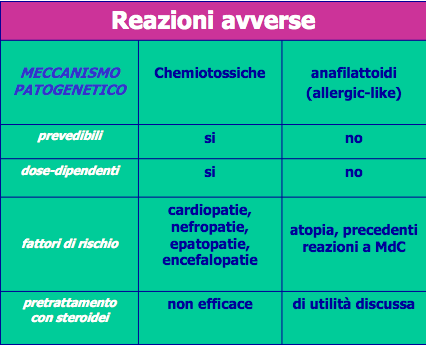 Reazioni avverse
MECCANISMO
PATOGENETICO
Chemiotossiche
anafilattoidi
(allergic-like)
prevedibili
si
no
dose-dipendenti
si
no
fattori di rischio
cardiopatie,
nefropatie,
epatopatie,
encefalopatie
atopia, precedenti
reazioni a MdC
pretrattamento
con steroidei
non efficace
di utilità discussa